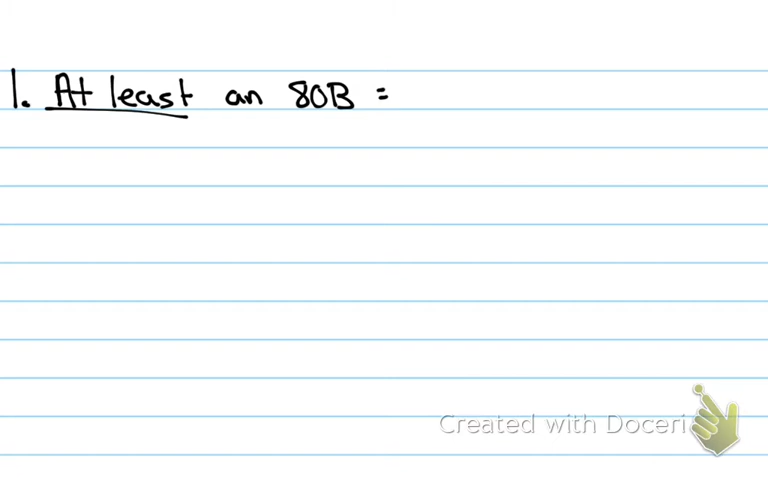 1. At least an 80B =
Created with Doceri